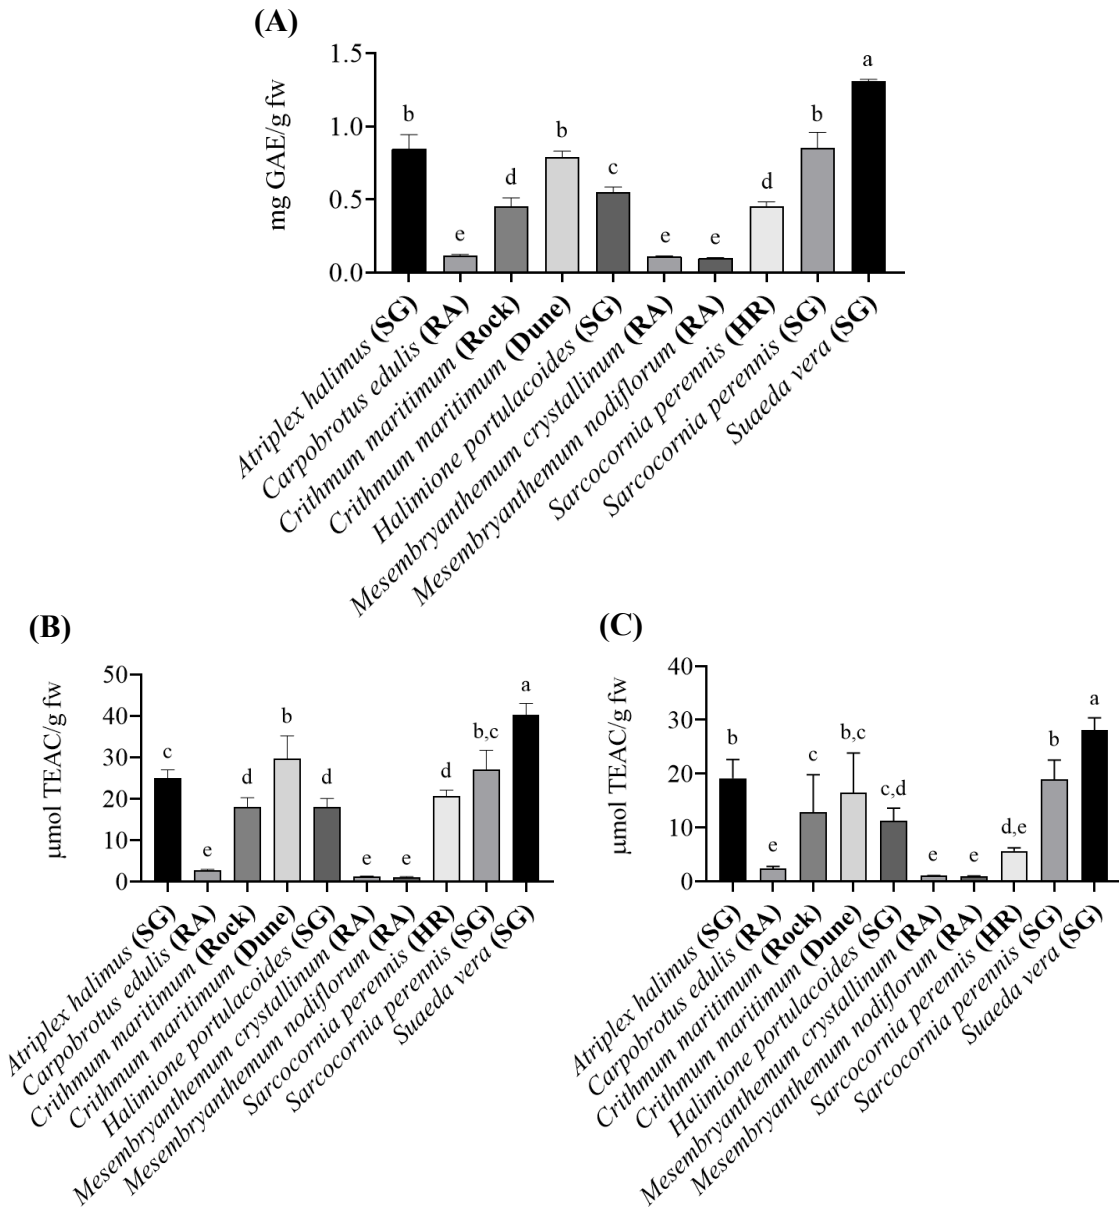 (A)
mg GAE/g fw
1.5
1.0
0.5
0.0
b
e
d
b
c
e
e
d
b
a
Atriplex halimus (SG)
Carpobrotus edulis (RA)
Crithmum maritimum (Rock)
Crithmum maritimum (Dune)
Halimione portulacoides (SG)
Mesembryanthemum crystallinum (RA)
Mesembryanthemum nodiflorum (RA)
Sarcocornia perennis (HR)
Sarcocornia perennis (SG)
Suaeda vera (SG)
(B)
µmol TEAC/g fw
50
40
30
20
10
0
c
e
d
b
d
e
e
d
b,c
a
Atriplex halimus (SG)
Carpobrotus edulis (RA)
Crithmum maritimum (Rock)
Crithmum maritimum (Dune)
Halimione portulacoides (SG)
Mesembryanthemum crystallinum (RA)
Mesembryanthemum nodiflorum (RA)
Sarcocornia perennis (HR)
Sarcocornia perennis (SG)
Suaeda vera (SG)
(C)
µmol TEAC/g fw
40
30
20
10
0
b
e
c
b,c
c,d
e
e
d,e
b
a
Atriplex halimus (SG)
Carpobrotus edulis (RA)
Crithmum maritimum (Rock)
Crithmum maritimum (Dune)
Halimione portulacoides (SG)
Mesembryanthemum crystallinum (RA)
Mesembryanthemum nodiflorum (RA)
Sarcocornia perennis (HR)
Sarcocornia perennis (SG)
Suaeda vera (SG)